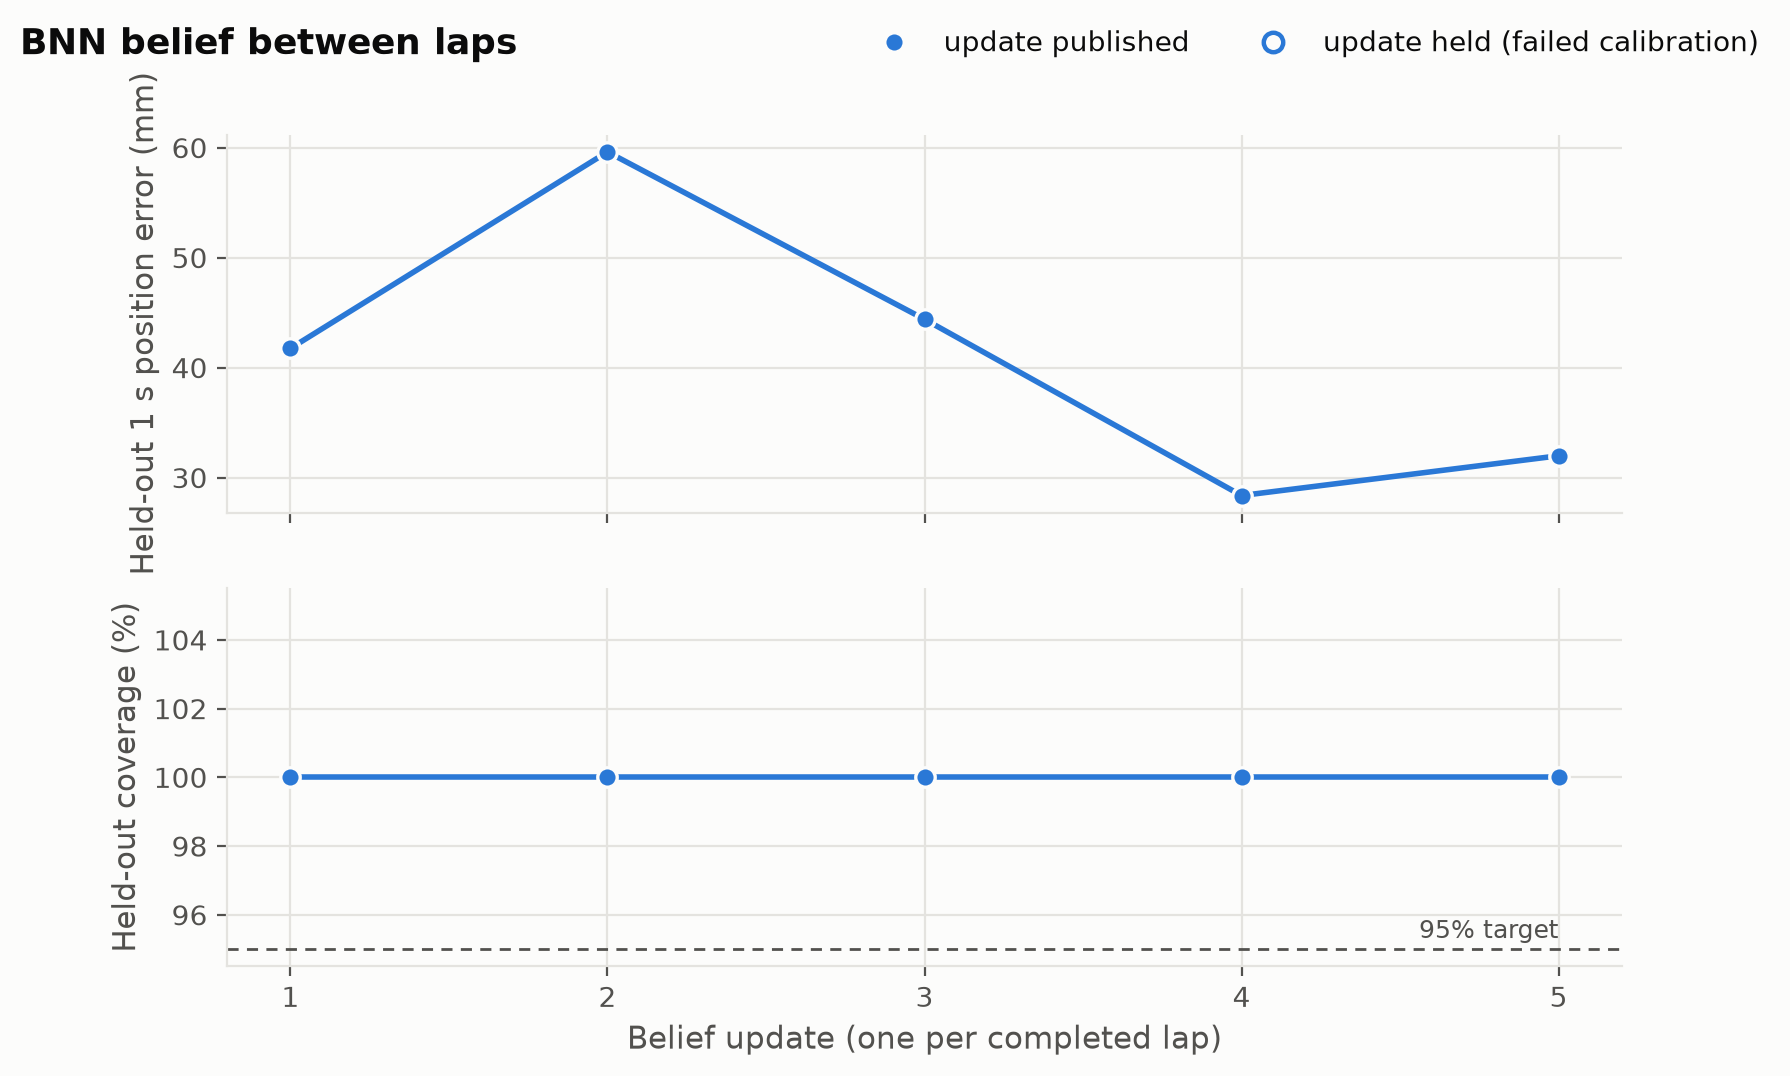 BNN belief between laps
update published
update held (failed calibration)
Held-out 1 s position error (mm)
60
50
40
30
Held-out coverage (%)
104
102
100
98
96
95% target
1
2
3
4
5
Belief update (one per completed lap)